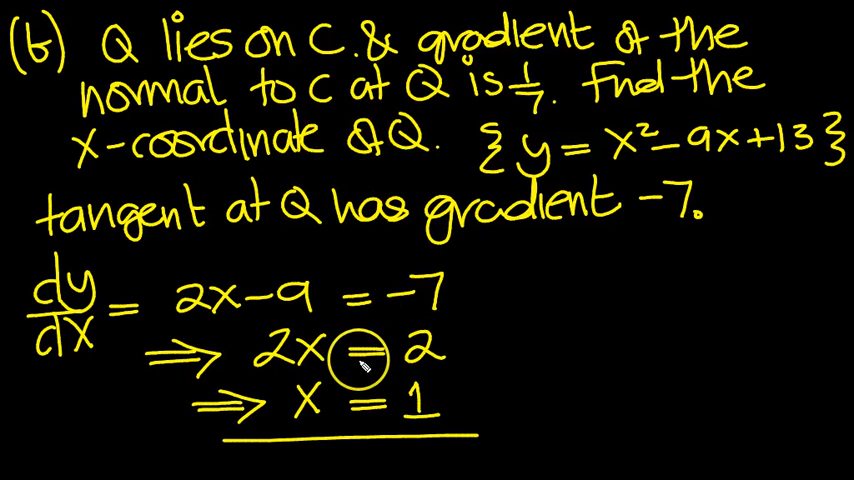 (b) Q lies on C. & gradient of the
normal to C at Q is 1/7. Find the
x-coordinate of Q. {y = x² - 9x + 13}
tangent at Q has gradient -7.
dy/dx = 2x - 9 = -7
⟹ 2x = 2
⟹ x = 1